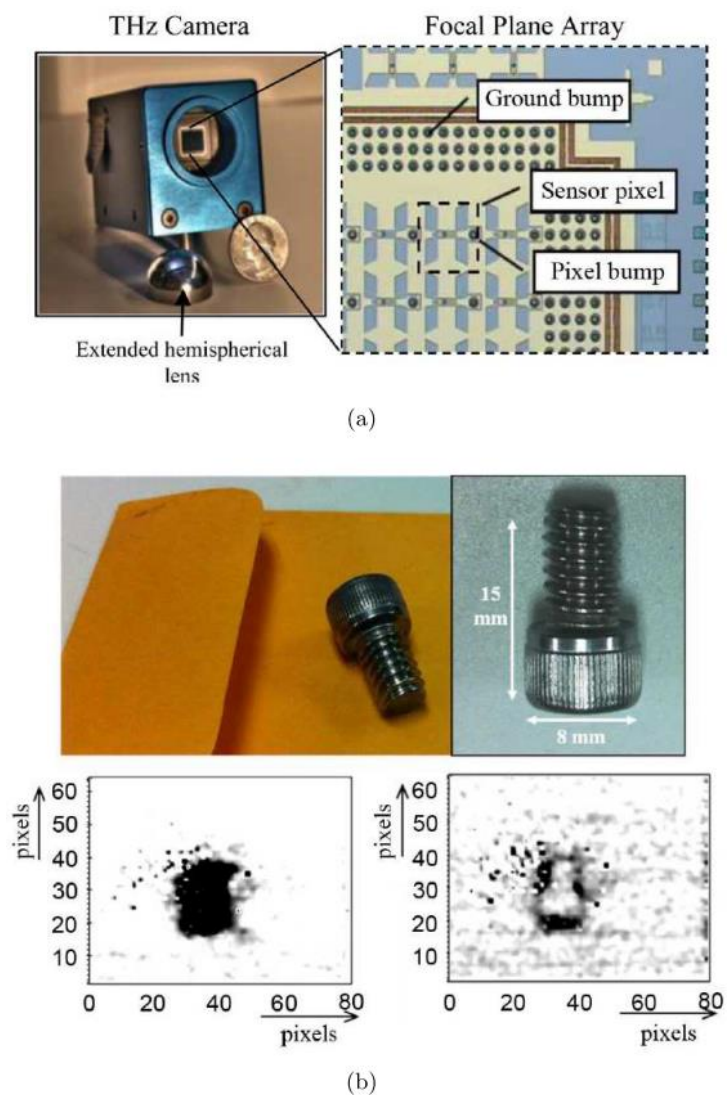 THz Camera
Focal Plane Array
Ground bump
Sensor pixel
Pixel bump
Extended hemispherical
lens
(a)
15
mm
8 mm
pixels
60
50
40
30
20
10
0 20 40 60 80
pixels
pixels
60
50
40
30
20
10
0 20 40 60 80
pixels
(b)